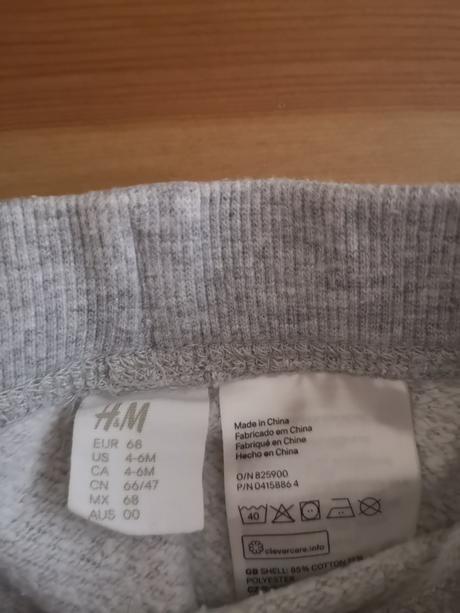 H&M
EUR 68
US 4-6M
CA 4-6M
CN 66/47
MX 68
AUS 00
Made in China
Fabricado em China
Fabriqué en Chine
Hecho en China
O/N 825900
P/N 0415886 4
40
clevercare.info
GB SHELL: 85% COTTON
POLYESTER